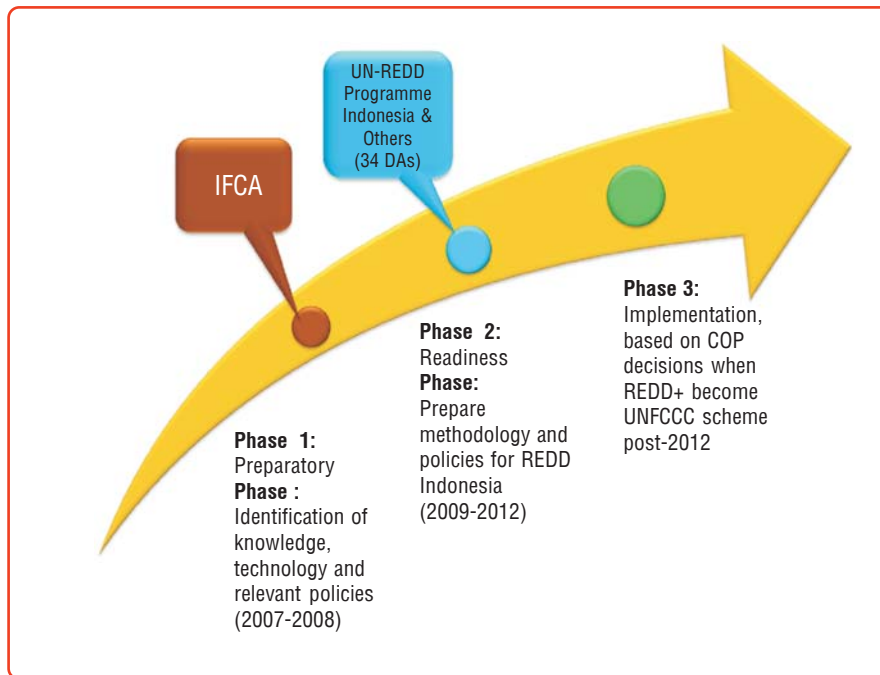 UN-REDD
Programme
Indonesia &
Others
(34 DAs)
IFCA
Phase 1:
Preparatory
Phase :
Identification of
knowledge,
technology and
relevant policies
(2007-2008)
Phase 2:
Readiness
Phase:
Prepare
methodology and
policies for REDD
Indonesia
(2009-2012)
Phase 3:
Implementation,
based on COP
decisions when
REDD+ become
UNFCCC scheme
post-2012